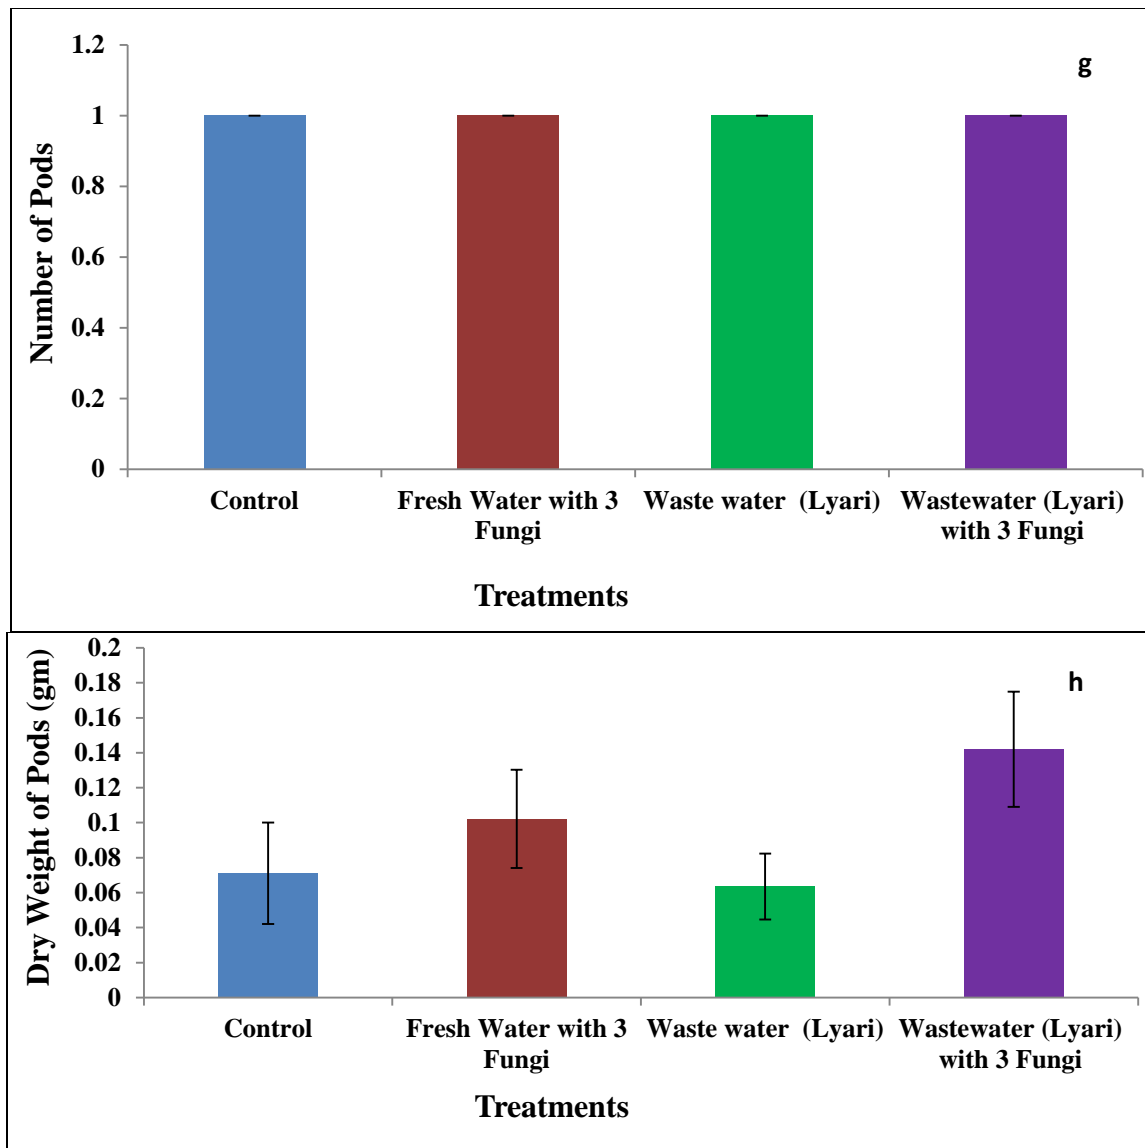 1.2
g
1
0.8
0.6
0.4
0.2
0
Number of Pods
Control
Fresh Water with 3
Fungi
Waste water  (Lyari)
Wastewater (Lyari)
with 3 Fungi
Treatments
0.2
0.18
h
0.16
0.14
0.12
0.1
0.08
0.06
0.04
0.02
0
Dry Weight of Pods (gm)
Control
Fresh Water with 3
Fungi
Waste water  (Lyari)
Wastewater (Lyari)
with 3 Fungi
Treatments